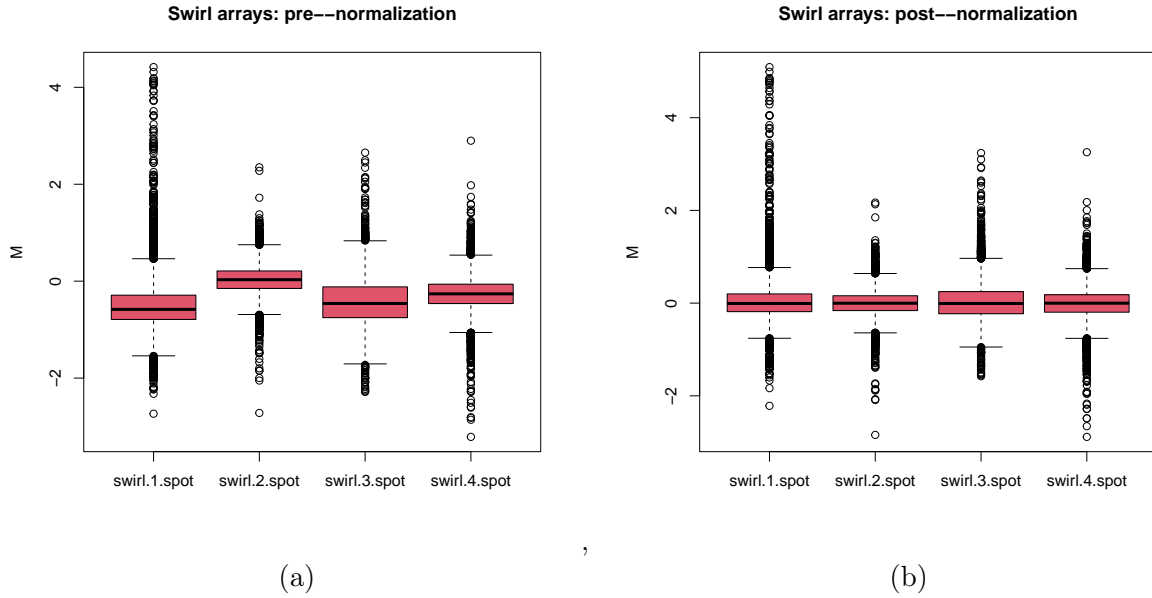 Swirl arrays: pre−−normalization
M
4
2
0
−2
swirl.1.spot swirl.2.spot swirl.3.spot swirl.4.spot
(a)
,
Swirl arrays: post−−normalization
M
4
2
0
−2
swirl.1.spot swirl.2.spot swirl.3.spot swirl.4.spot
(b)